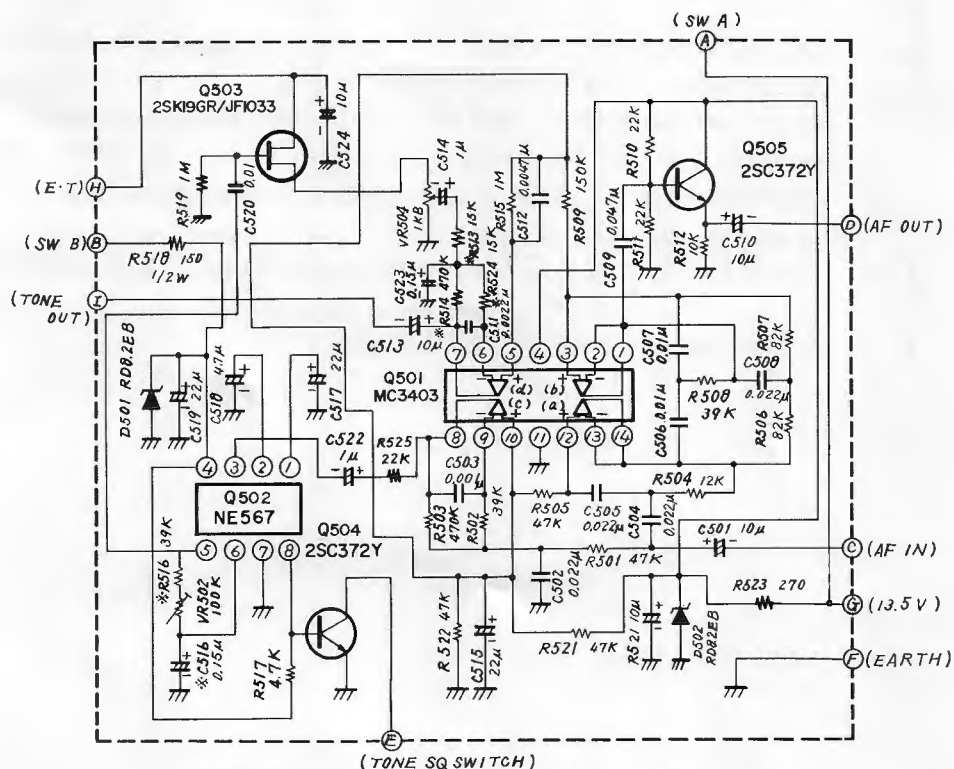 (SW A)
A
Q503
2SK19GR/JF1033
10μ
C524
R519 1M
C520 0.01
(E·T) H
(SW B) B
R518 150
1/2W
(TONE OUT) I
VR504 1KB
C514 1μ
※R513 15K
C523 0.15μ
R514 470K
R524 15K
※C511 0.0022μ
R515 1M
C512 0.0047μ
R509 150K
C509 0.047μ
R510 22K
R511 22K
Q505
2SC372Y
R512 10K
C510
10μ
D (AF OUT)
C513 10μ
7 6 5 4 3 2 1
Q501
MC3403
(d) (b)
(c) (a)
8 9 10 11 12 13 14
C507 0.01μ
C506 0.01μ
R508
39K
C508
0.022μ
R507 82K
R506 82K
D501 RD8.2EB
C519 22μ
C518 47μ
C517 22μ
C522
1μ
R525
22K
C503
0.001μ
R503 470K
R502 39K
R505
47K
C505
0.022μ
C504 0.022μ
R504 12K
C501 10μ
C (AF IN)
4 3 2 1
Q502
NE567
5 6 7 8
Q504
2SC372Y
※R516 39K
VR502 100K
※C516 0.15μ
R517 4.7K
C502 0.022μ
R501 47K
R522 47K
C515 22μ
R521 47K
R521 10μ
D502 RD8.2EB
R523 270
G (13.5V)
F (EARTH)
E
(TONE SQ SWITCH)